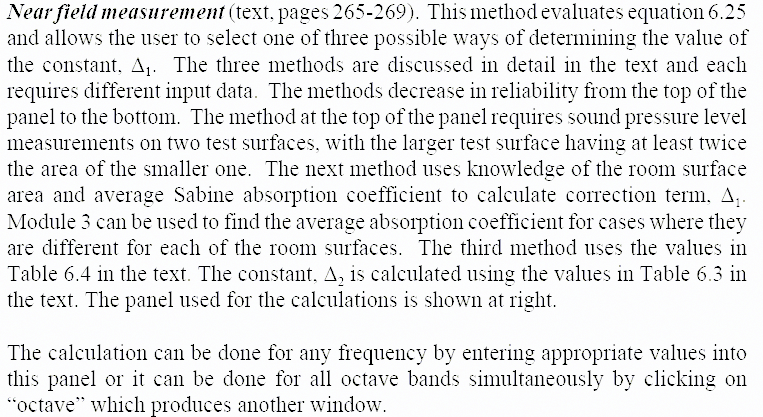 Near field measurement (text, pages 265-269). This method evaluates equation 6.25
and allows the user to select one of three possible ways of determining the value of
the constant, Δ₁. The three methods are discussed in detail in the text and each
requires different input data. The methods decrease in reliability from the top of the
panel to the bottom. The method at the top of the panel requires sound pressure level
measurements on two test surfaces, with the larger test surface having at least twice
the area of the smaller one. The next method uses knowledge of the room surface
area and average Sabine absorption coefficient to calculate correction term, Δ₁.
Module 3 can be used to find the average absorption coefficient for cases where they
are different for each of the room surfaces. The third method uses the values in
Table 6.4 in the text. The constant, Δ₂ is calculated using the values in Table 6.3 in
the text. The panel used for the calculations is shown at right.
The calculation can be done for any frequency by entering appropriate values into
this panel or it can be done for all octave bands simultaneously by clicking on
“octave” which produces another window.